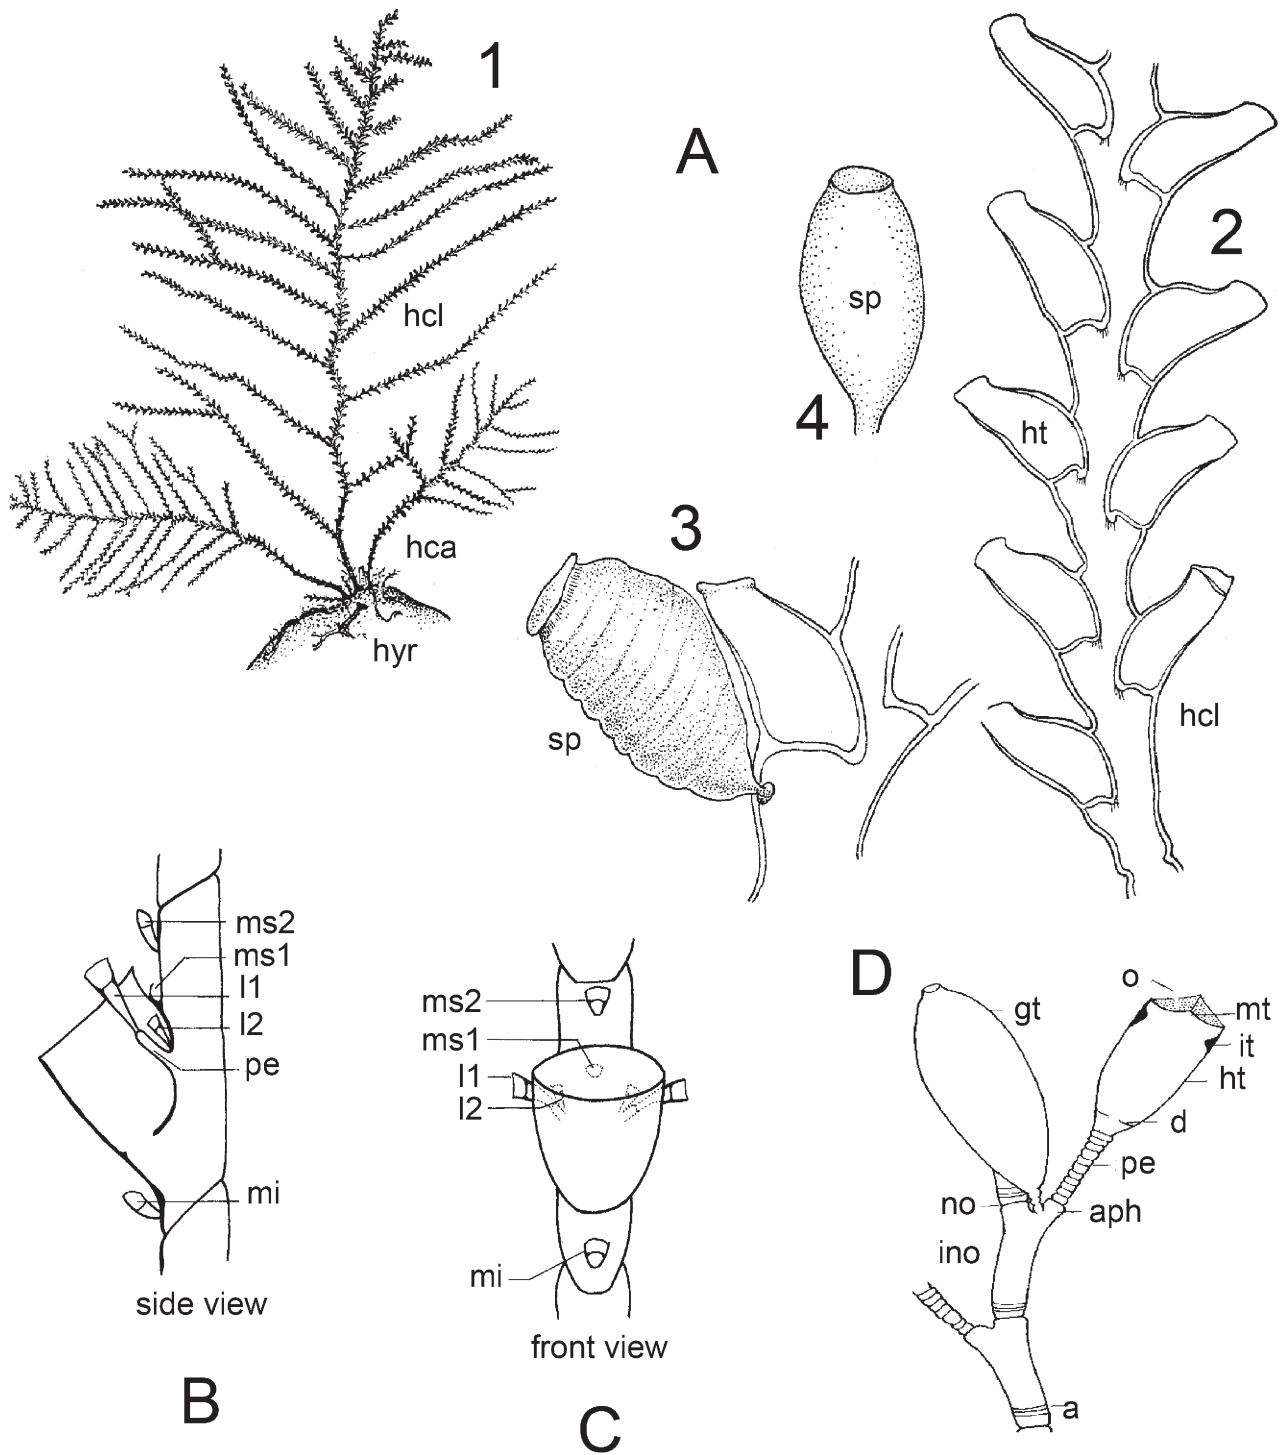 1
A
2
sp
hcl
4
ht
3
hca
hyr
sp
hcl
ms2
ms1
l1
l2
pe
mi
side view
B
ms2
ms1
l1
l2
mi
front view
C
D
o
gt
mt
it
ht
d
pe
no
aph
ino
a